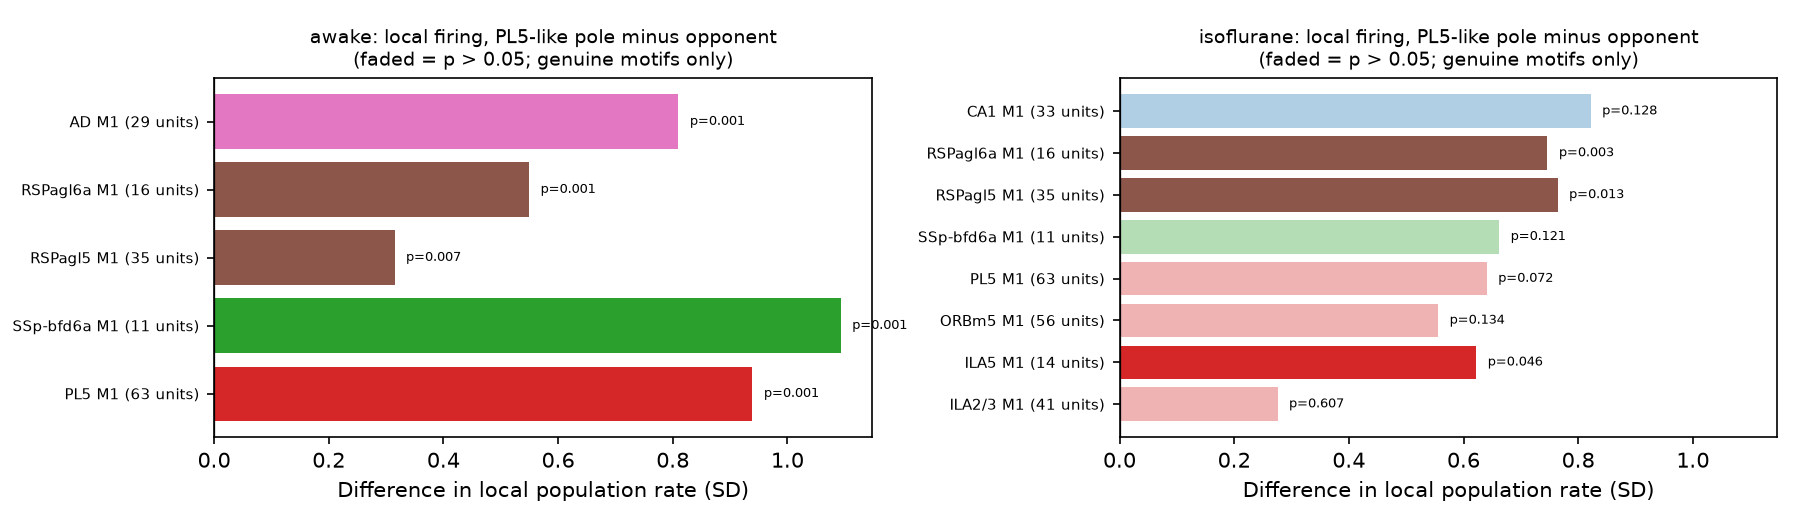 awake: local firing, PL5-like pole minus opponent
(faded = p > 0.05; genuine motifs only)
AD M1 (29 units)
p=0.001
RSPagl6a M1 (16 units)
p=0.001
RSPagl5 M1 (35 units)
p=0.007
SSp-bfd6a M1 (11 units)
p=0.001
PL5 M1 (63 units)
p=0.001
0.0 0.2 0.4 0.6 0.8 1.0
Difference in local population rate (SD)
isoflurane: local firing, PL5-like pole minus opponent
(faded = p > 0.05; genuine motifs only)
CA1 M1 (33 units)
p=0.128
RSPagl6a M1 (16 units)
p=0.003
RSPagl5 M1 (35 units)
p=0.013
SSp-bfd6a M1 (11 units)
p=0.121
PL5 M1 (63 units)
p=0.072
ORBm5 M1 (56 units)
p=0.134
ILA5 M1 (14 units)
p=0.046
ILA2/3 M1 (41 units)
p=0.607
0.0 0.2 0.4 0.6 0.8 1.0
Difference in local population rate (SD)